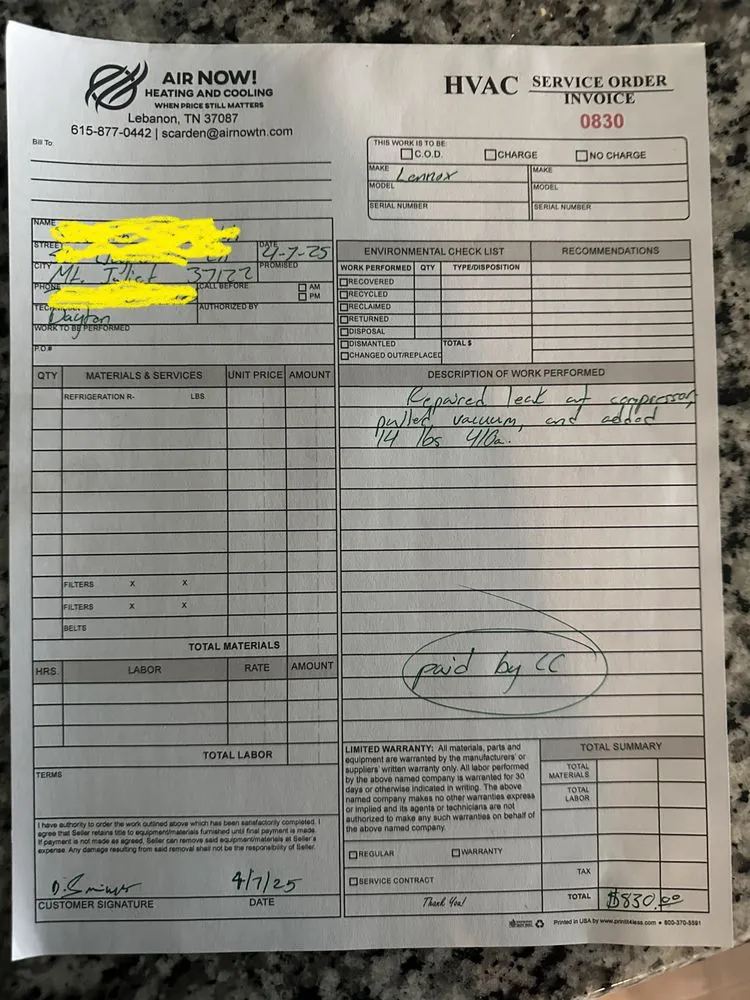 AIR NOW!
HEATING AND COOLING
WHEN PRICE STILL MATTERS
Lebanon, TN 37087
615-877-0442 | scarden@airnowtn.com
HVAC SERVICE ORDER
INVOICE
0830
Bill To:
THIS WORK IS TO BE:
C.O.D. CHARGE NO CHARGE
MAKE Lennox MAKE
MODEL MODEL
SERIAL NUMBER SERIAL NUMBER
NAME
STREET DATE 4-7-25
CITY Mt. Juliet 37122 PROMISED
PHONE CALL BEFORE AM
PM
Dayton AUTHORIZED BY
WORK TO BE PERFORMED
P.O.#
ENVIRONMENTAL CHECK LIST RECOMMENDATIONS
WORK PERFORMED QTY TYPE/DISPOSITION
RECOVERED
RECYCLED
RECLAIMED
RETURNED
DISPOSAL
DISMANTLED TOTAL $
CHANGED OUT/REPLACED
QTY MATERIALS & SERVICES UNIT PRICE AMOUNT
REFRIGERATION R- LBS
FILTERS X X
FILTERS X X
BELTS
TOTAL MATERIALS
HRS. LABOR RATE AMOUNT
TOTAL LABOR
TERMS
DESCRIPTION OF WORK PERFORMED
Repaired leak at compressor,
pulled vacuum, and added
14 lbs 410a.
paid by CC
LIMITED WARRANTY: All materials, parts and
equipment are warranted by the manufacturers' or
suppliers' written warranty only. All labor performed
by the above named company is warranted for 30
days or otherwise indicated in writing. The above
named company makes no other warranties express
or implied and its agents or technicians are not
authorized to make any such warranties on behalf of
the above named company.
REGULAR WARRANTY
SERVICE CONTRACT
Thank You!
TOTAL SUMMARY
TOTAL
MATERIALS
TOTAL
LABOR
TAX
TOTAL $830.00
I have authority to order the work outlined above which has been satisfactorily completed. I
agree that Seller retains title to equipment/materials furnished until final payment is made.
If payment is not made as agreed, Seller can remove said equipment/materials at Seller's
expense. Any damage resulting from said removal shall not be the responsibility of Seller.
4/7/25
CUSTOMER SIGNATURE DATE
Printed in USA by www.printit4less.com • 800-370-5591